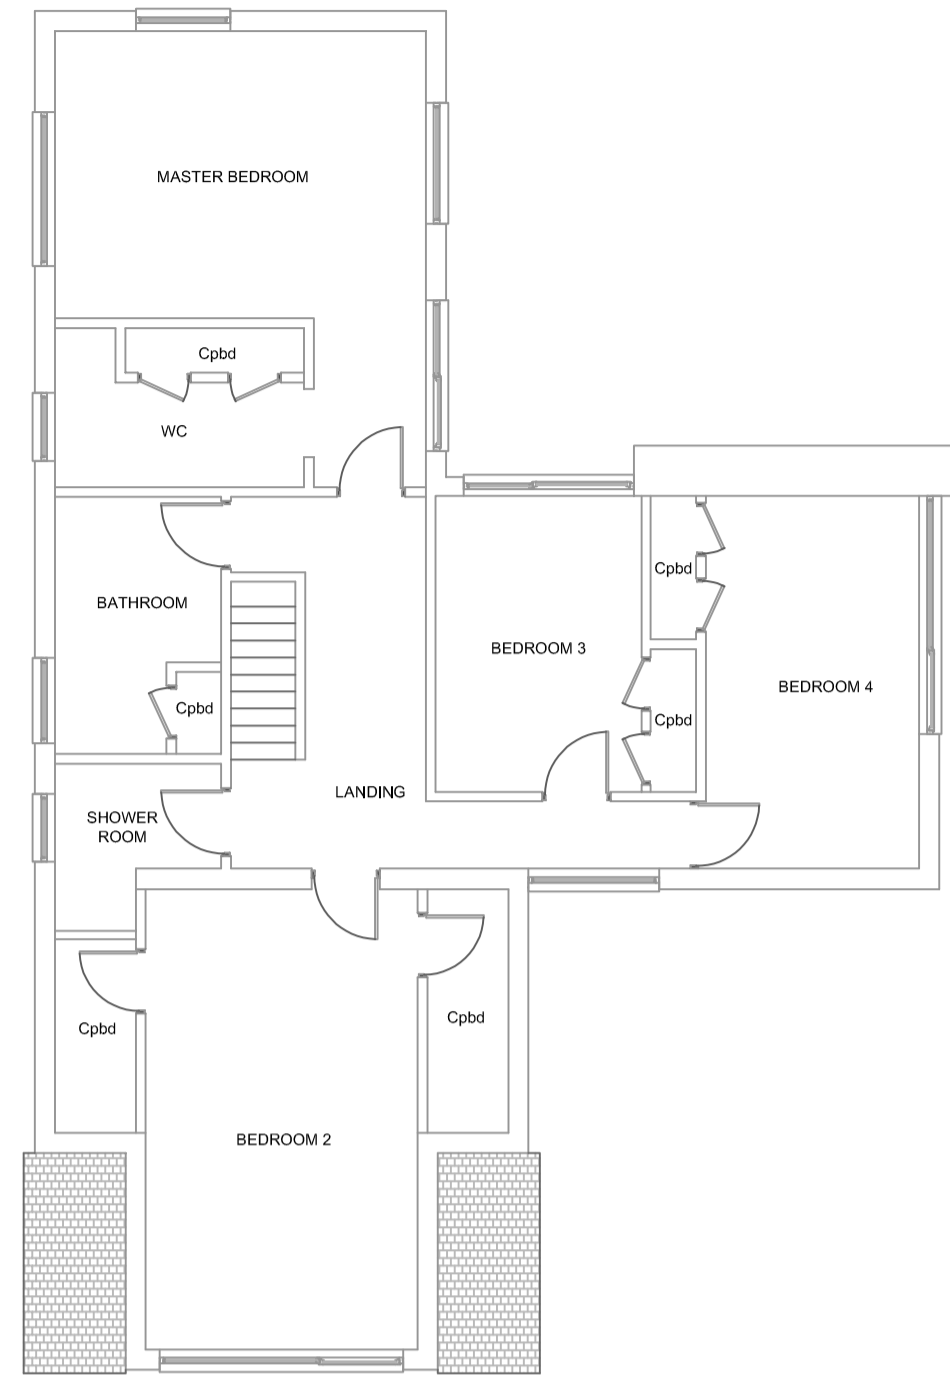 MASTER BEDROOM
Cpbd
WC
Cpbd
BATHROOM
BEDROOM 3
BEDROOM 4
Cpbd
Cpbd
LANDING
SHOWER
ROOM
Cpbd
Cpbd
BEDROOM 2